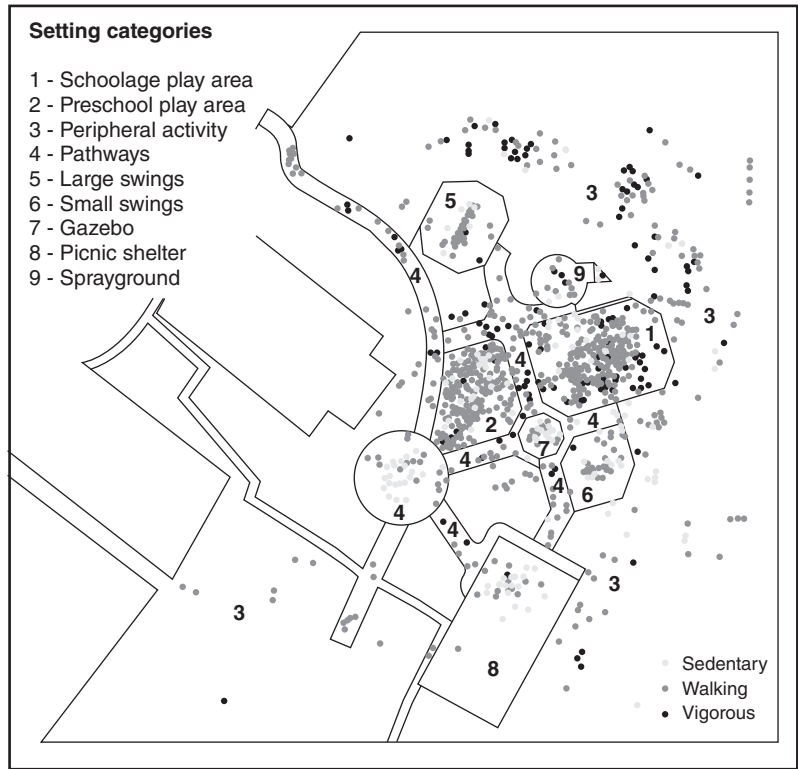 Setting categories
1 - Schoolage play area
2 - Preschool play area
3 - Peripheral activity
4 - Pathways
5 - Large swings
6 - Small swings
7 - Gazebo
8 - Picnic shelter
9 - Sprayground
5
3
4
9
3
1
4
2
4
7
4
4
6
4
4
3
3
8
Sedentary
Walking
Vigorous